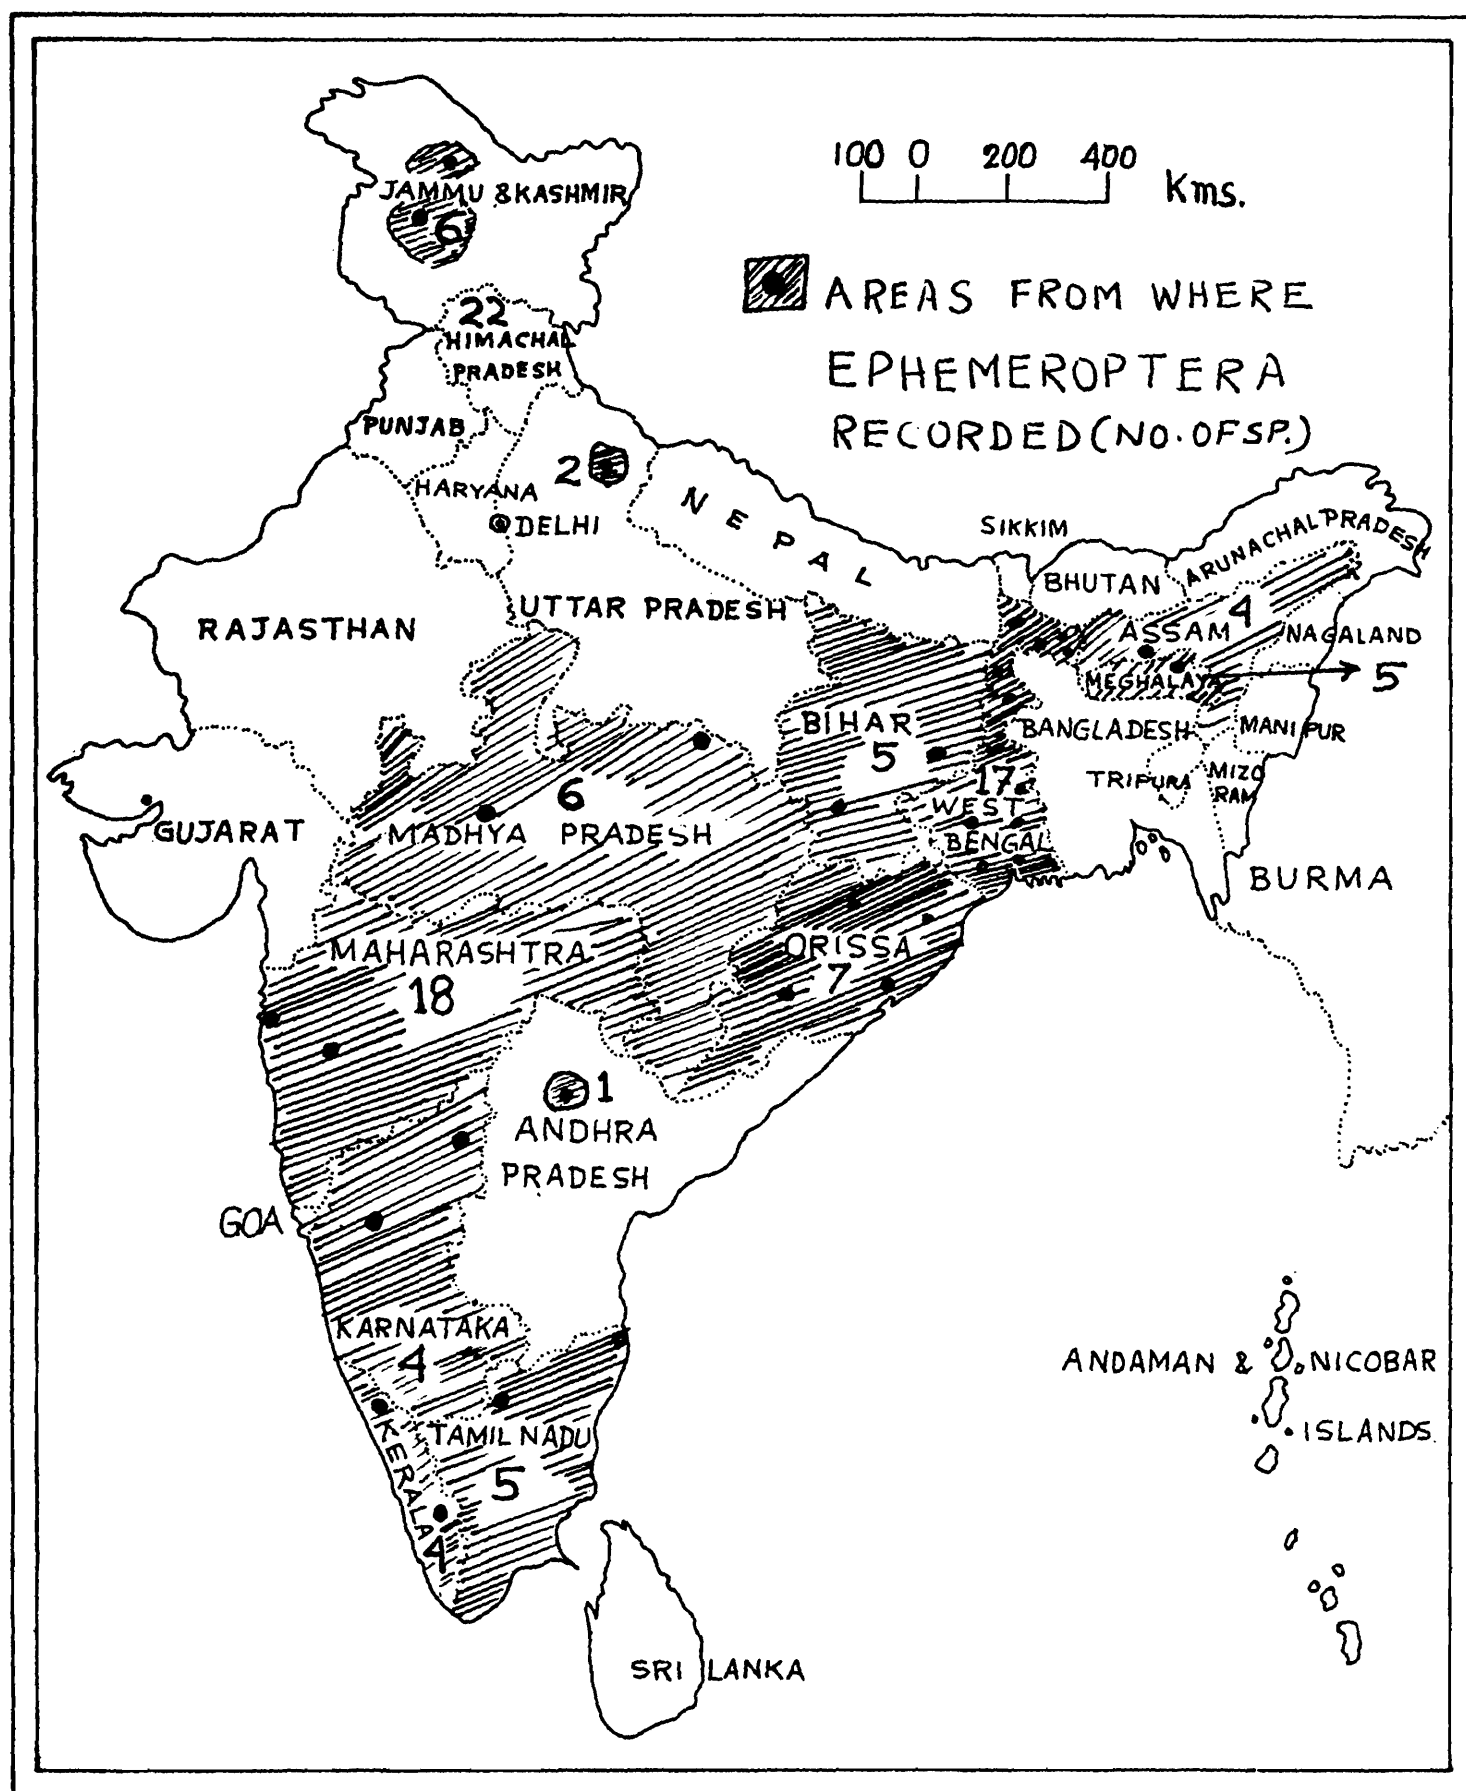 100 0 200 400 Kms.
AREAS FROM WHERE
EPHEMEROPTERA
RECORDED (NO. OF SP.)
JAMMU & KASHMIR
6
22
HIMACHAL
PRADESH
PUNJAB
HARYANA
2
DELHI
NEPAL
SIKKIM
BHUTAN
ARUNACHAL PRADESH
RAJASTHAN
UTTAR PRADESH
4
ASSAM
NAGALAND
MEGHALAYA
5
BIHAR
5
BANGLADESH
MANIPUR
TRIPURA
MIZO
RAM
17
WEST
BENGAL
GUJARAT
6
MADHYA PRADESH
BURMA
MAHARASHTRA
18
ORISSA
7
1
ANDHRA
PRADESH
GOA
KARNATAKA
4
ANDAMAN & NICOBAR
ISLANDS
TAMIL NADU
5
KERALA
4
SRI LANKA